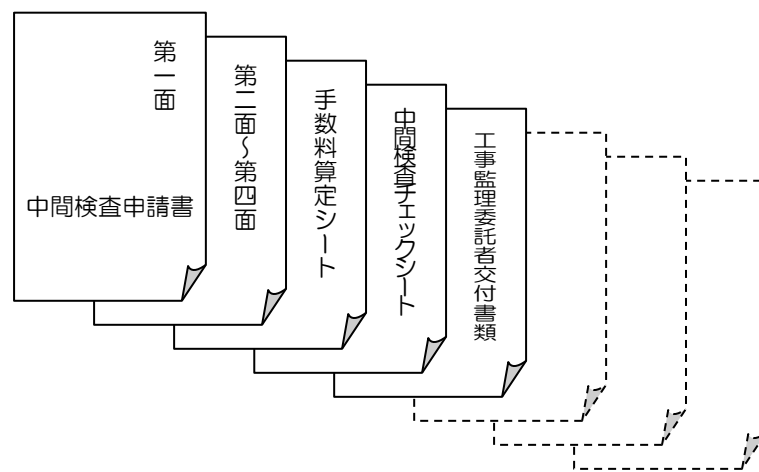 第一面
中間検査申請書
第二面～第四面
手数料算定シート
中間検査チェックシート
工事監理委託者交付書類